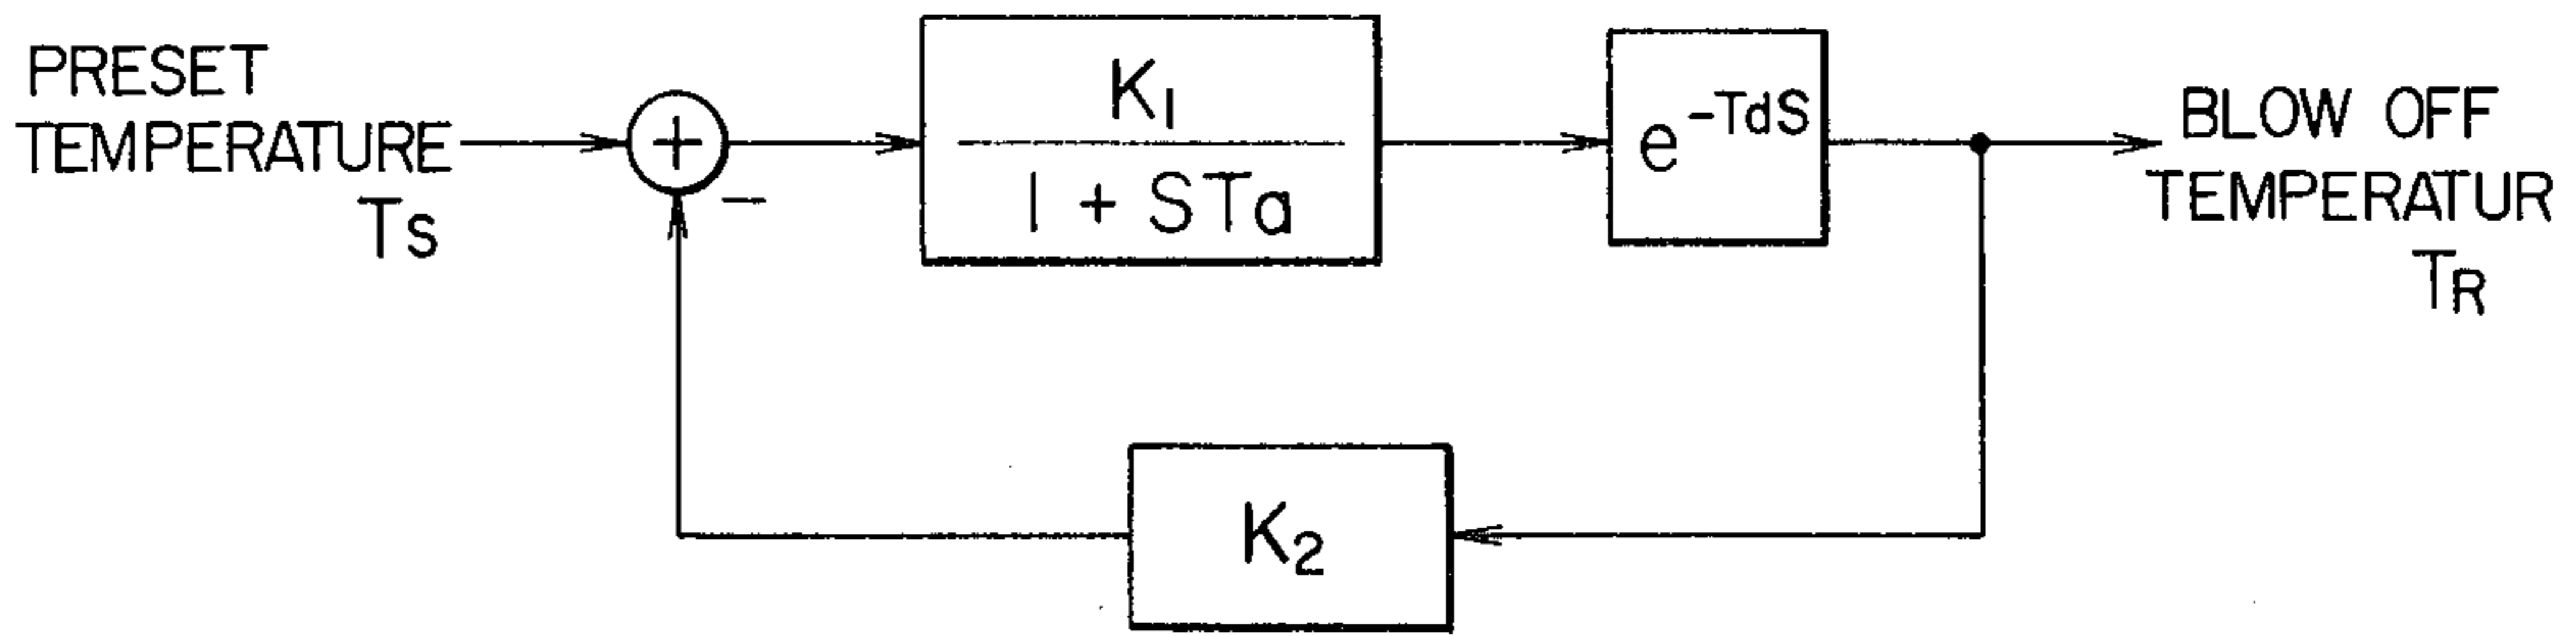 PRESET
TEMPERATURE
TS
+
-
K1
1 + STa
e-TdS
BLOW OFF
TEMPERATUR
TR
K2